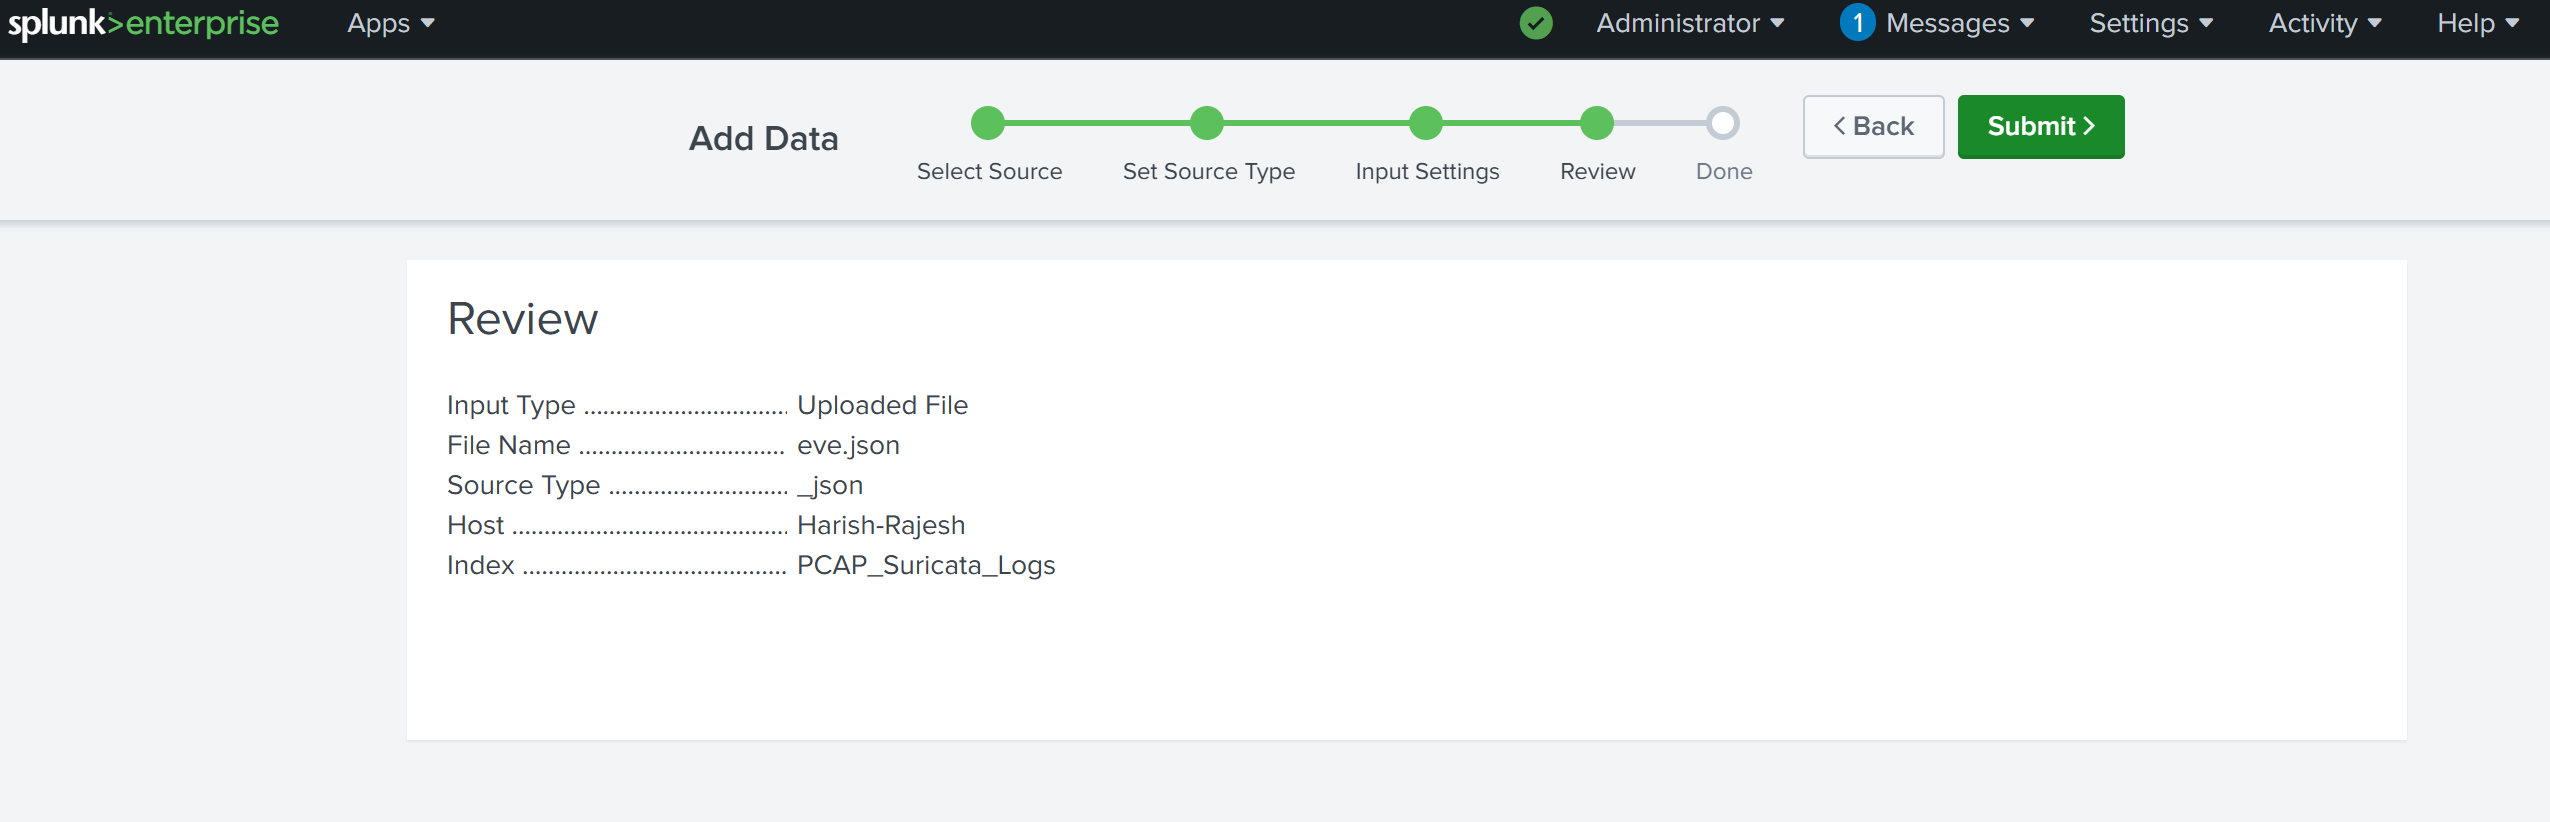 splunk>enterprise Apps Administrator 1 Messages Settings Activity Help
Add Data
Select Source Set Source Type Input Settings Review Done
< Back Submit >
Review
Input Type ................................ Uploaded File
File Name ................................ eve.json
Source Type ............................ _json
Host ........................................... Harish-Rajesh
Index ......................................... PCAP_Suricata_Logs